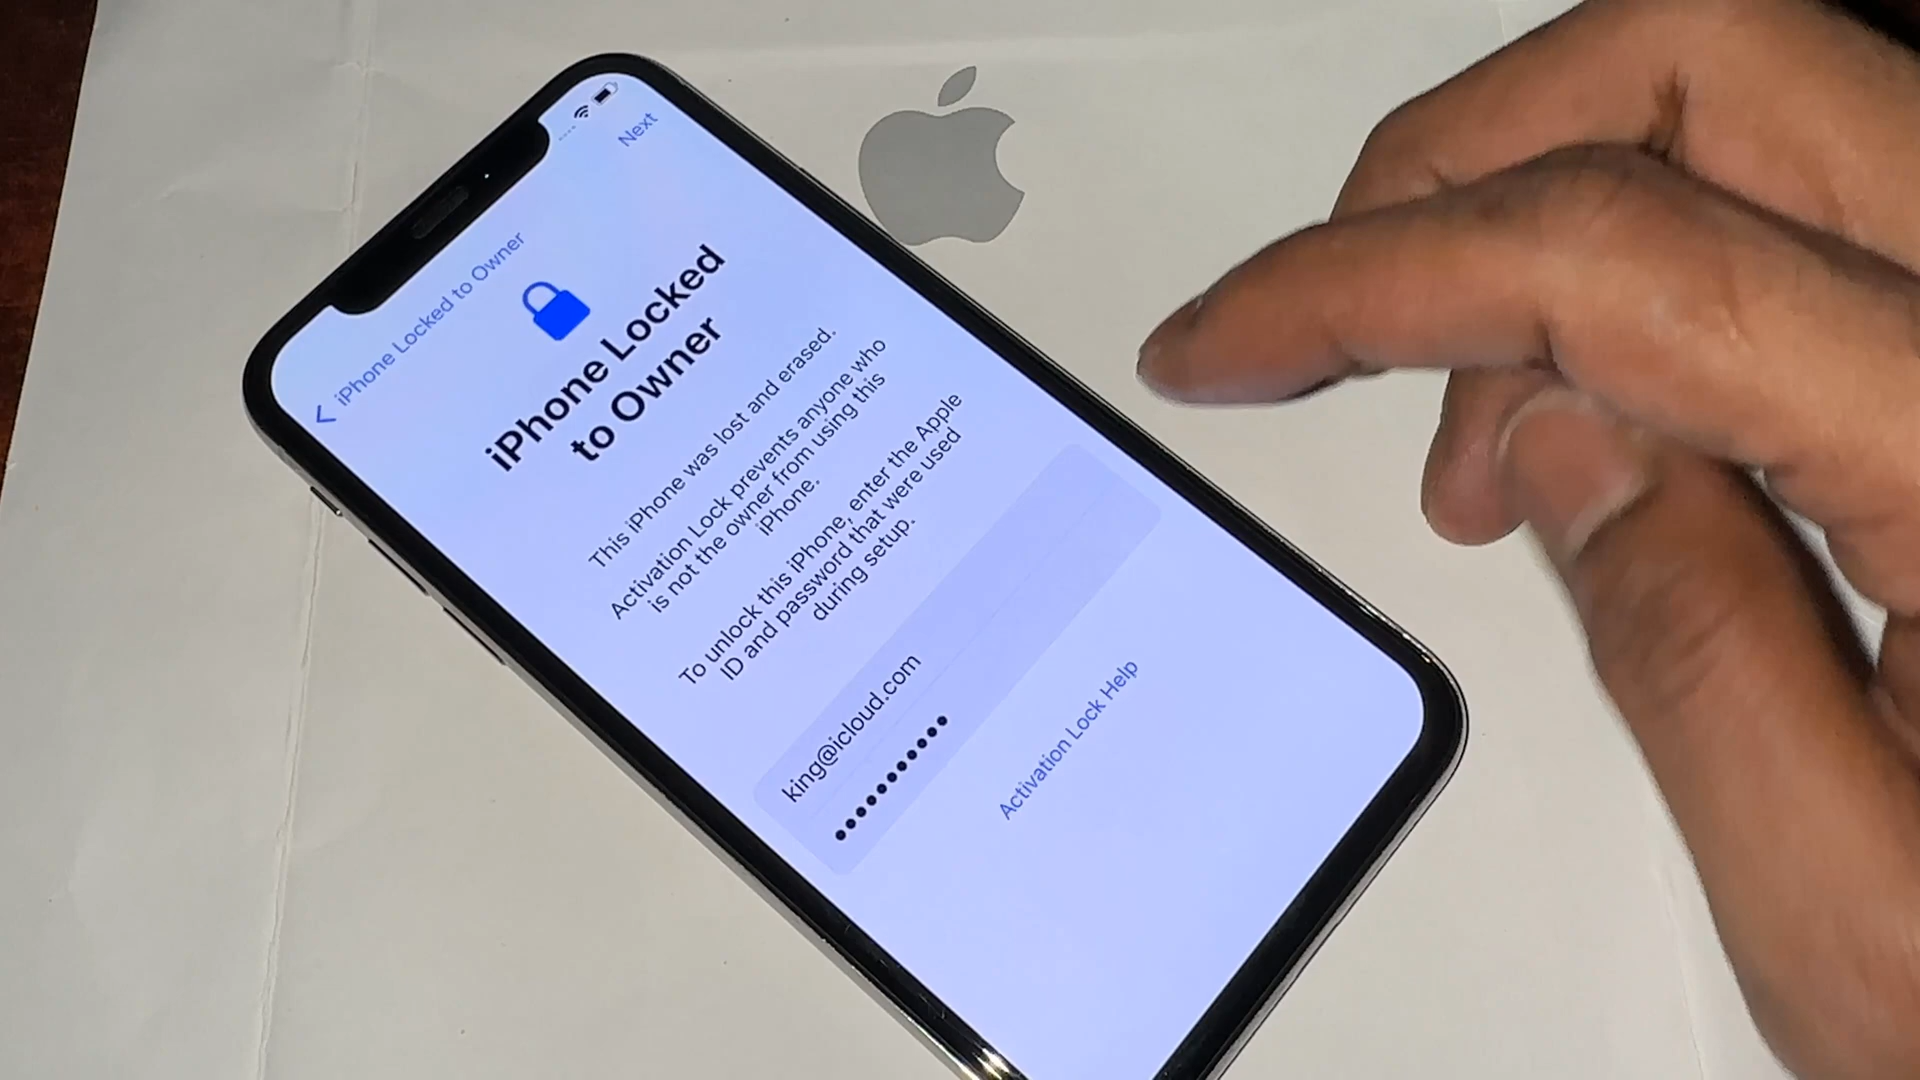 Next
iPhone Locked to Owner
iPhone Locked
to Owner
This iPhone was lost and erased.
Activation Lock prevents anyone who
is not the owner from using this
iPhone.
To unlock this iPhone, enter the Apple
ID and password that were used
during setup.
king@icloud.com
••••••••••
Activation Lock Help